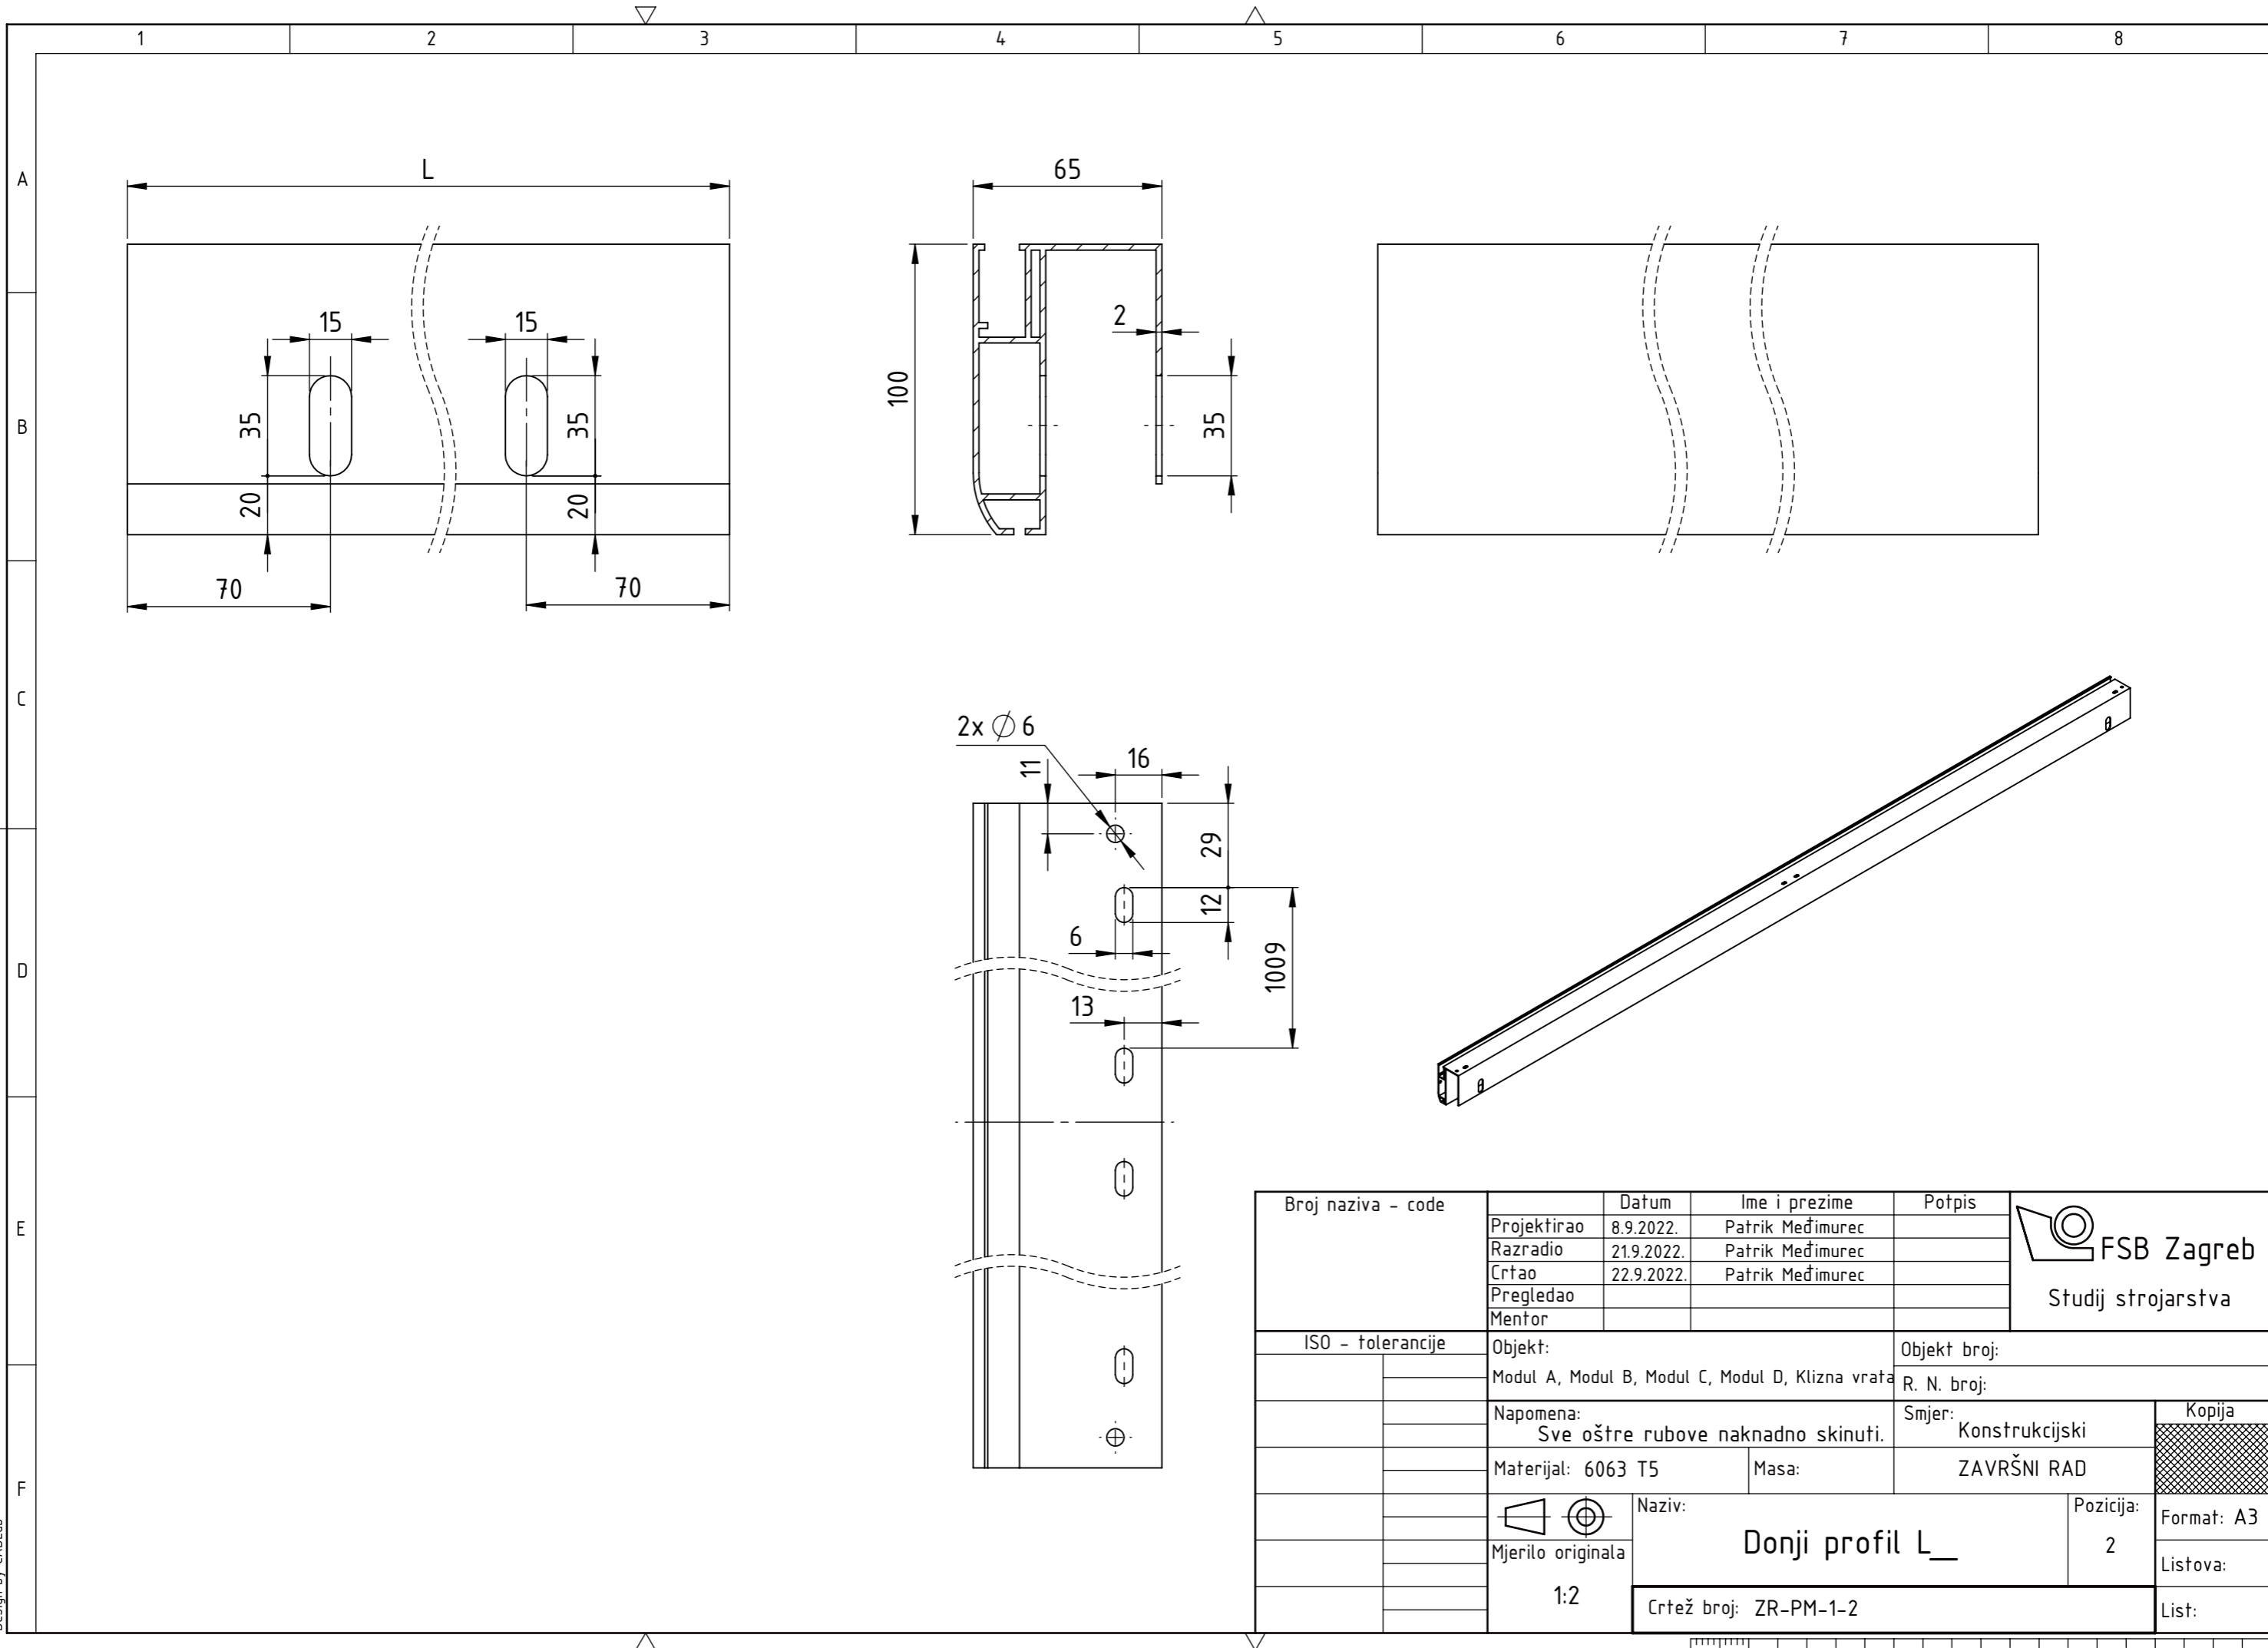 1 2 3 4 5 6 7 8
A
B
C
D
E
F
L
15 15
35 35
20 20
70 70
65
100
2
35
2x ∅ 6
11
16
29
12
6
1009
13
Broj naziva - code
Datum Ime i prezime Potpis
Projektirao 8.9.2022. Patrik Međimurec
Razradio 21.9.2022. Patrik Međimurec
Crtao 22.9.2022. Patrik Međimurec
Pregledao
Mentor
FSB Zagreb
Studij strojarstva
ISO - tolerancije
Objekt:
Modul A, Modul B, Modul C, Modul D, Klizna vrata
Objekt broj:
R. N. broj:
Napomena:
Sve oštre rubove naknadno skinuti.
Smjer:
Konstrukcijski
Kopija
Materijal: 6063 T5
Masa:
ZAVRŠNI RAD
Naziv:
Donji profil L_
Pozicija:
2
Format: A3
Mjerilo originala
1:2
Listova:
Crtež broj: ZR-PM-1-2
List: